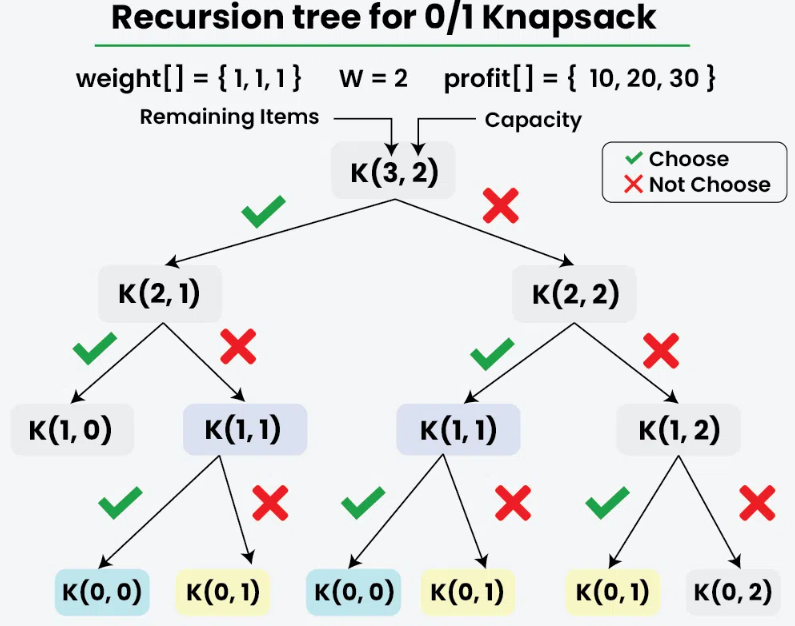 Recursion tree for 0/1 Knapsack
weight[] = { 1, 1, 1 } W = 2 profit[] = { 10, 20, 30 }
Remaining Items Capacity
K(3, 2)
Choose
Not Choose
K(2, 1) K(2, 2)
K(1, 0) K(1, 1) K(1, 1) K(1, 2)
K(0, 0) K(0, 1) K(0, 0) K(0, 1) K(0, 1) K(0, 2)